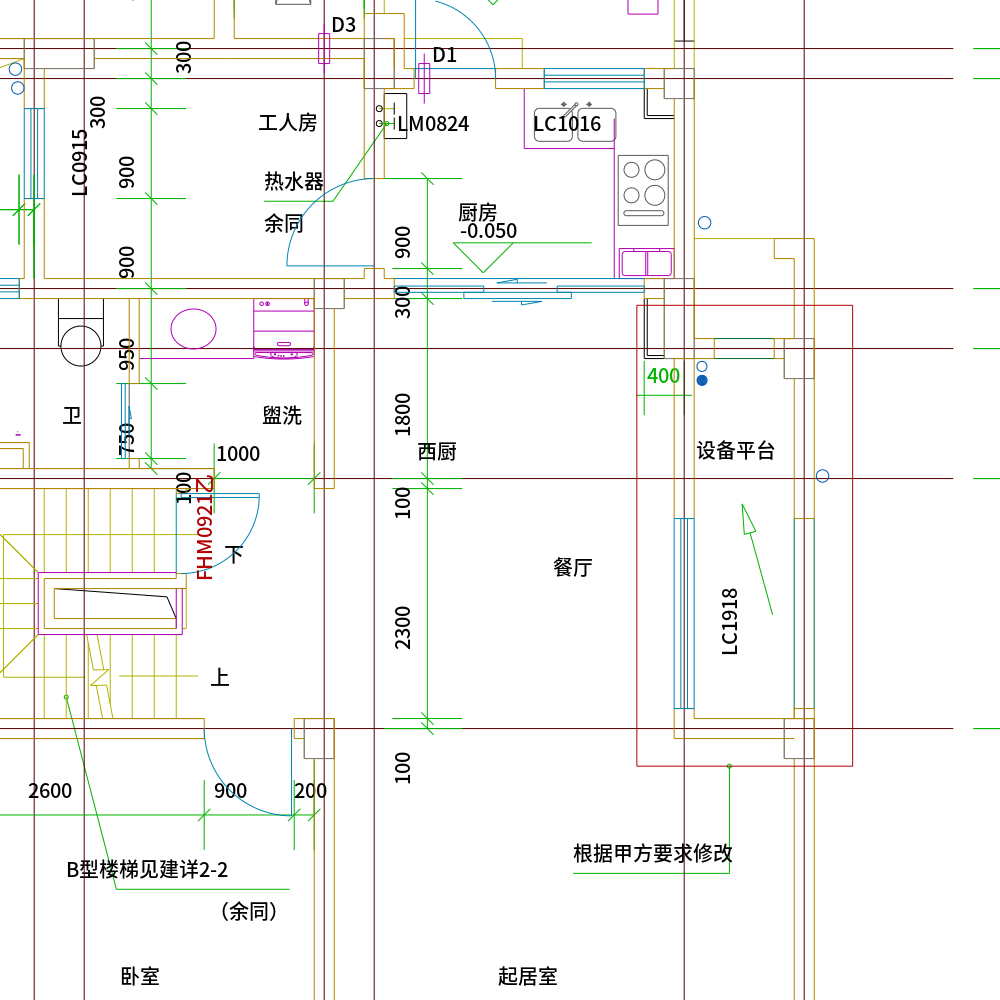 D3
300
D1
300
LC0915
工人房
LM0824
LC1016
900
热水器
厨房
余同
-0.050
900
900
300
950
400
750
卫
盥洗
1800
1000
西厨
设备平台
100
FHM0921乙
100
下
餐厅
LC1918
2300
上
100
2600
900
200
根据甲方要求修改
B型楼梯见建详2-2
（余同）
卧室
起居室